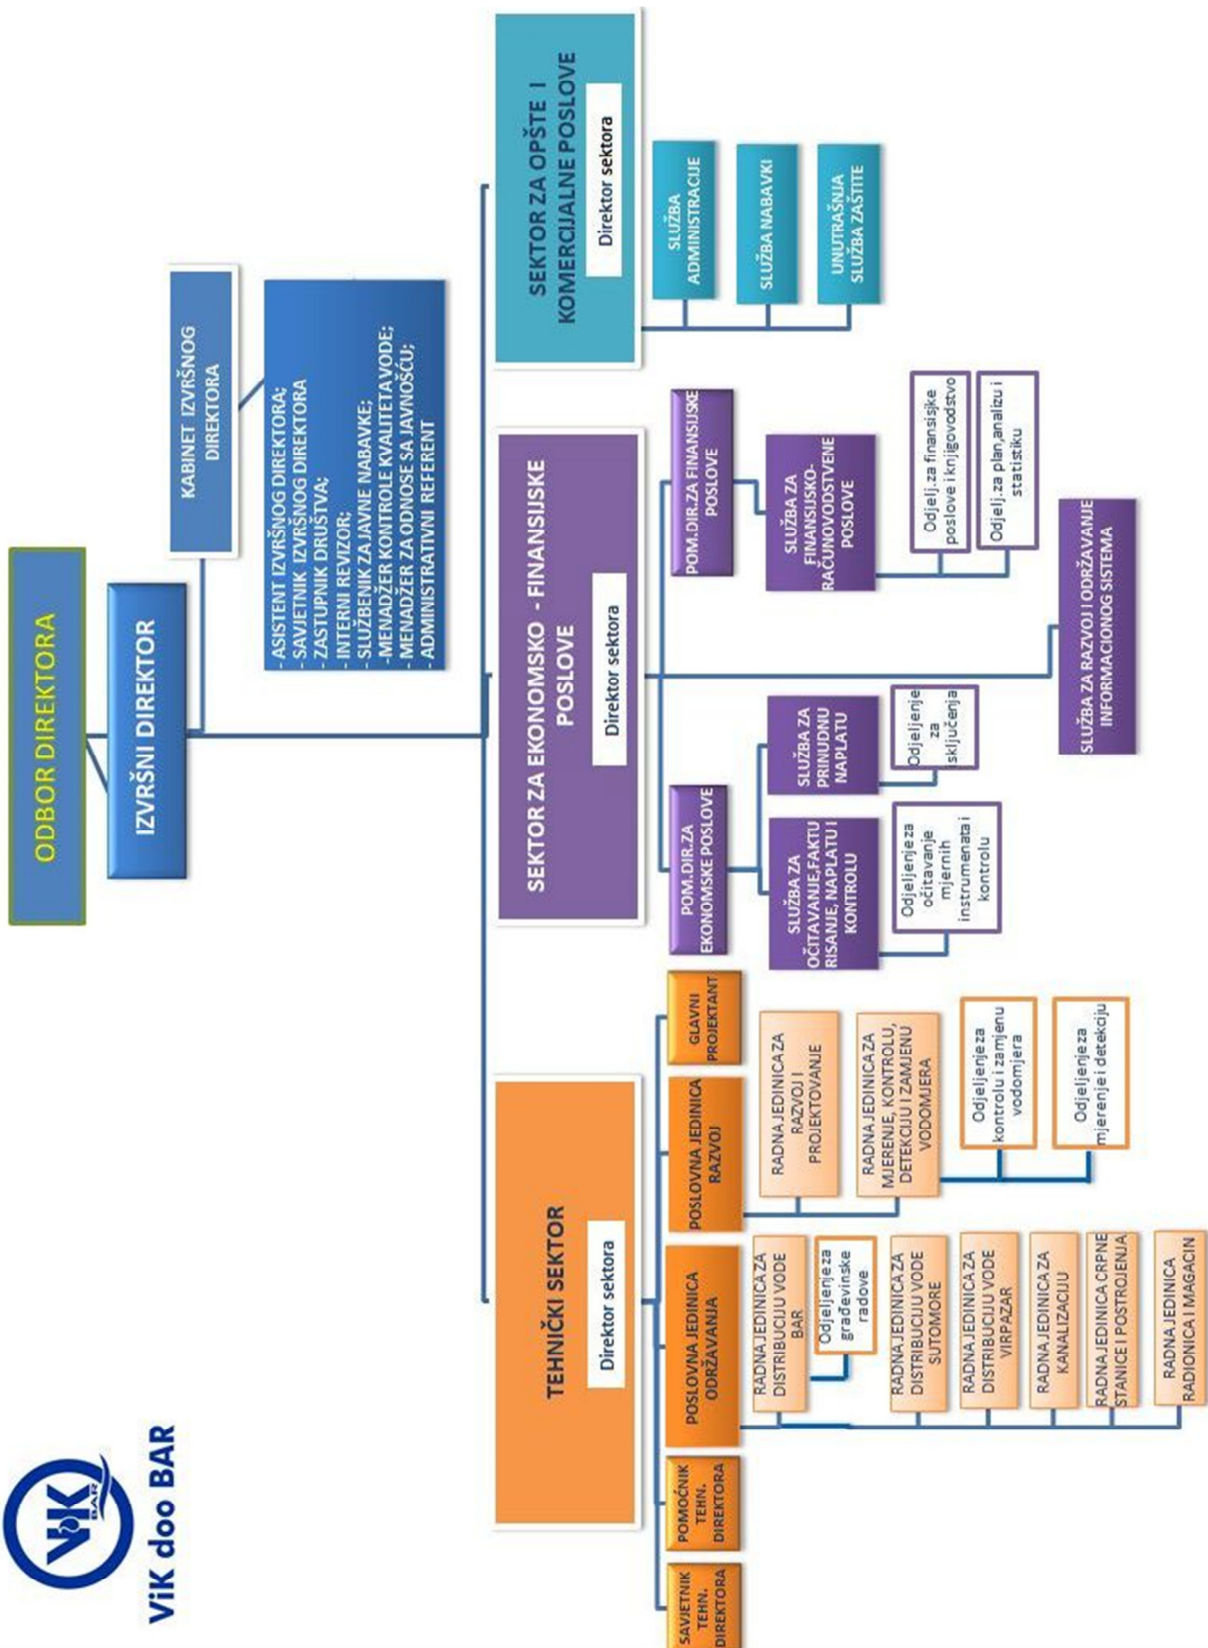 ViK
BAR
ViK doo BAR
ODBOR DIREKTORA
IZVRŠNI DIREKTOR
KABINET IZVRŠNOG
DIREKTORA
- ASISTENT IZVRŠNOG DIREKTORA;
- SAVJETNIK IZVRŠNOG DIREKTORA
- ZASTUPNIK DRUŠTVA;
- INTERNI REVIZOR;
- SLUŽBENIK ZA JAVNE NABAVKE;
-MENADŽER KONTROLE KVALITETA VODE;
- MENADŽER ZA ODNOSE SA JAVNOŠĆU;
- ADMINISTRATIVNI REFERENT
TEHNIČKI SEKTOR
Direktor sektora
SAVJETNIK
TEHN.
DIREKTORA
POMOĆNIK
TEHN.
DIREKTORA
POSLOVNA JEDINICA
ODRŽAVANJA
RADNA JEDINICA ZA
DISTRIBUCIJU VODE
BAR
Odjeljenje za
građevinske
radove
RADNA JEDINICA ZA
DISTRIBUCIJU VODE
SUTOMORE
RADNA JEDINICA ZA
DISTRIBUCIJU VODE
VIRPAZAR
RADNA JEDINICA ZA
KANALIZACIJU
RADNA JEDINICA CRPNE
STANICE I POSTROJENJA
RADNA JEDINICA
RADIONICA I MAGACIN
POSLOVNA JEDINICA
RAZVOJ
RADNA JEDINICA ZA
RAZVOJ I
PROJEKTOVANJE
RADNA JEDINICA ZA
MJERENJE, KONTROLU,
DETEKCIJU I ZAMJENU
VODOMJERA
Odjeljenje za
kontrolu i zamjenu
vodomjera
Odjeljenje za
mjerenje i detekciju
GLAVNI
PROJEKTANT
SEKTOR ZA EKONOMSKO - FINANSIJSKE
POSLOVE
Direktor sektora
POM.DIR.ZA
EKONOMSKE POSLOVE
SLUŽBA ZA
OČITAVANJE,FAKTU
RISANJE, NAPLATU I
KONTROLU
Odjeljenje za
očitavanje
mjernih
instrumenata i
kontrolu
SLUŽBA ZA
PRINUDNU
NAPLATU
Odjeljenje
za
isključenja
POM.DIR.ZA FINANSIJSKE
POSLOVE
SLUŽBA ZA
FINANSIJSKO-
RAČUNOVODSTVENE
POSLOVE
Odjelj.za finansisjke
poslove i knjigovodstvo
Odjelj.za plan,analizu i
statistiku
SLUŽBA ZA RAZVOJ I ODRŽAVANJE
INFORMACIONOG SISTEMA
SEKTOR ZA OPŠTE I
KOMERCIJALNE POSLOVE
Direktor sektora
SLUŽBA
ADMINISTRACIJE
SLUŽBA NABAVKI
UNUTRAŠNJA
SLUŽBA ZAŠTITE